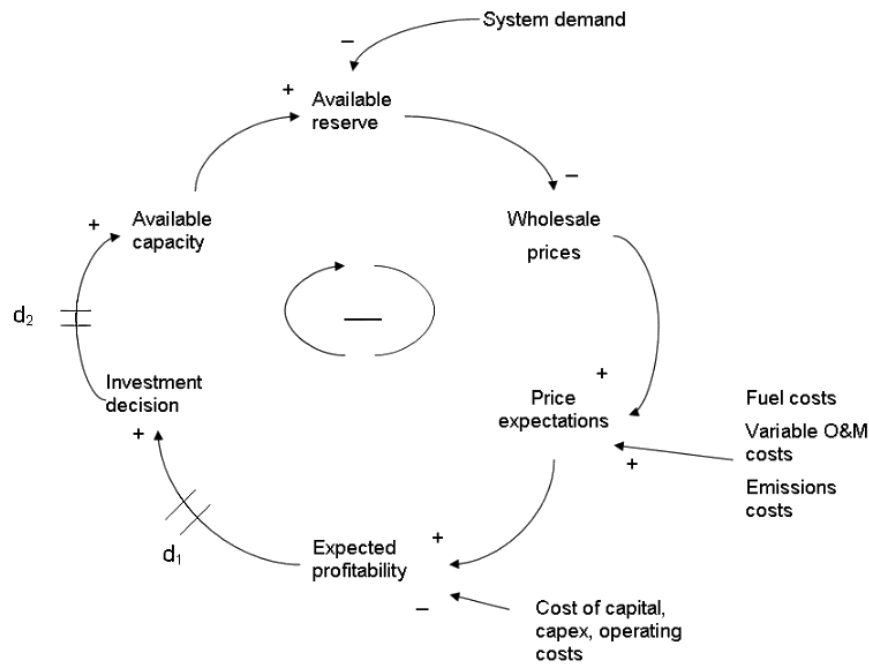 System demand
–
+
Available
reserve
–
Wholesale
prices
+
Available
capacity
d2
—
Investment
decision
+
+
Price
expectations
+
Fuel costs
Variable O&M
costs
Emissions
costs
d1
Expected
profitability
+
–
Cost of capital,
capex, operating
costs